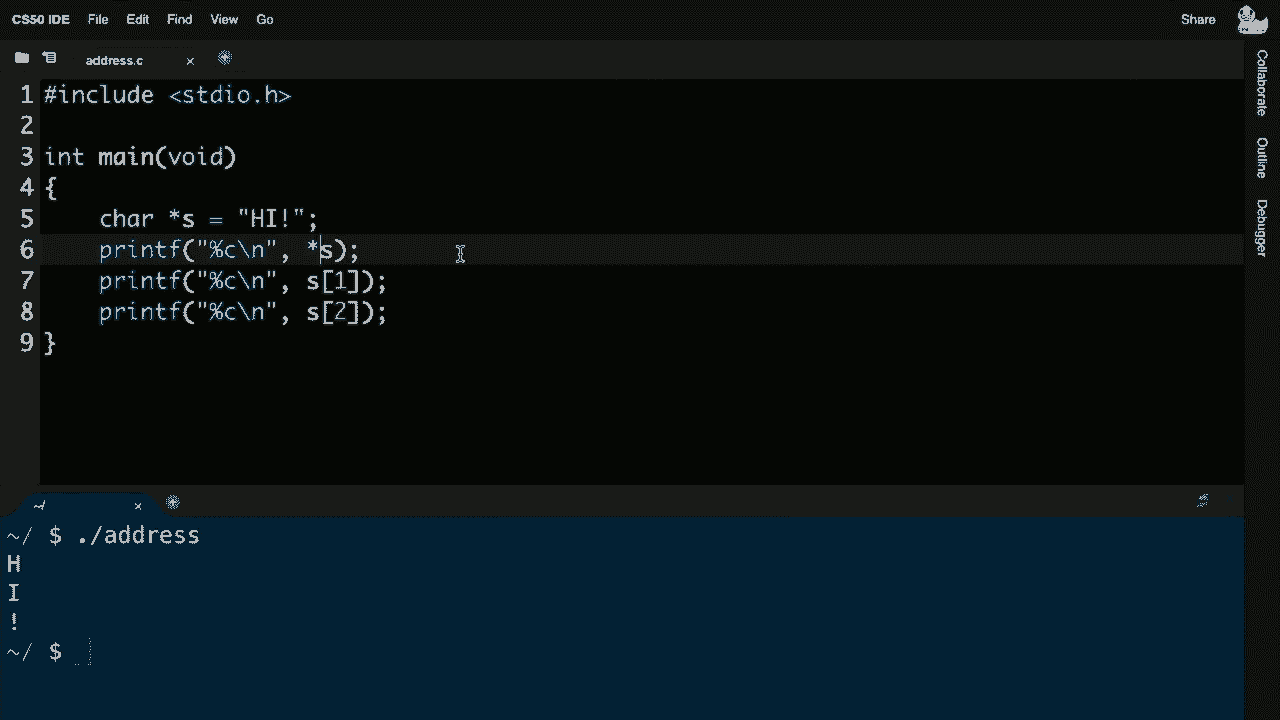 CS50 IDE File Edit Find View Go Share
address.c ×
1 #include <stdio.h>
2
3 int main(void)
4 {
5     char *s = "HI!";
6     printf("%c\n", *s);
7     printf("%c\n", s[1]);
8     printf("%c\n", s[2]);
9 }
Collaborate
Outline
Debugger
~/ $ ./address
H
I
!
~/ $